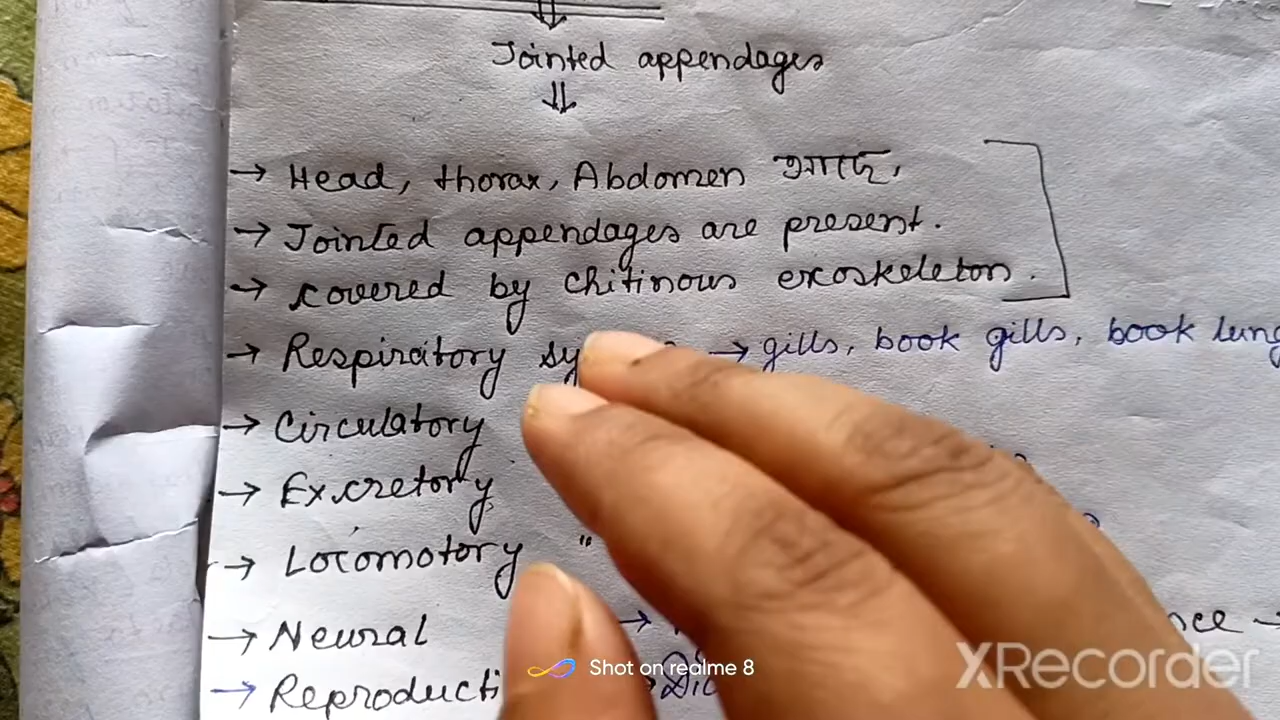 Jointed appendages
→ Head, thorax, Abdomen
→ Jointed appendages are present.
→ covered by chitinous exoskeleton.
→ Respiratory → gills, book gills, book lung
→ Circulatory
→ Excretory
→ Locomotory "
→ Neural →
→ Reproducti
Shot on realme 8
XRecorder